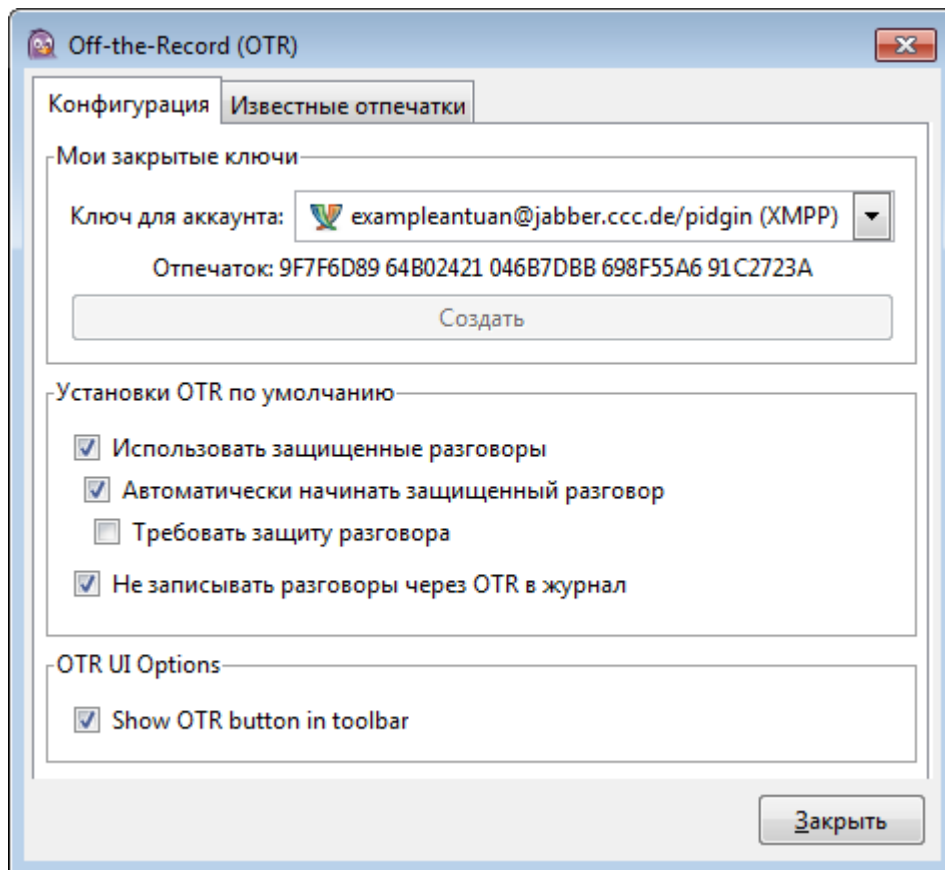 Off-the-Record (OTR)
Конфигурация Известные отпечатки
Мои закрытые ключи
Ключ для аккаунта: exampleantuan@jabber.ccc.de/pidgin (XMPP)
Отпечаток: 9F7F6D89 64B02421 046B7DBB 698F55A6 91C2723A
Создать
Установки OTR по умолчанию
Использовать защищенные разговоры
Автоматически начинать защищенный разговор
Требовать защиту разговора
Не записывать разговоры через OTR в журнал
OTR UI Options
Show OTR button in toolbar
Закрыть